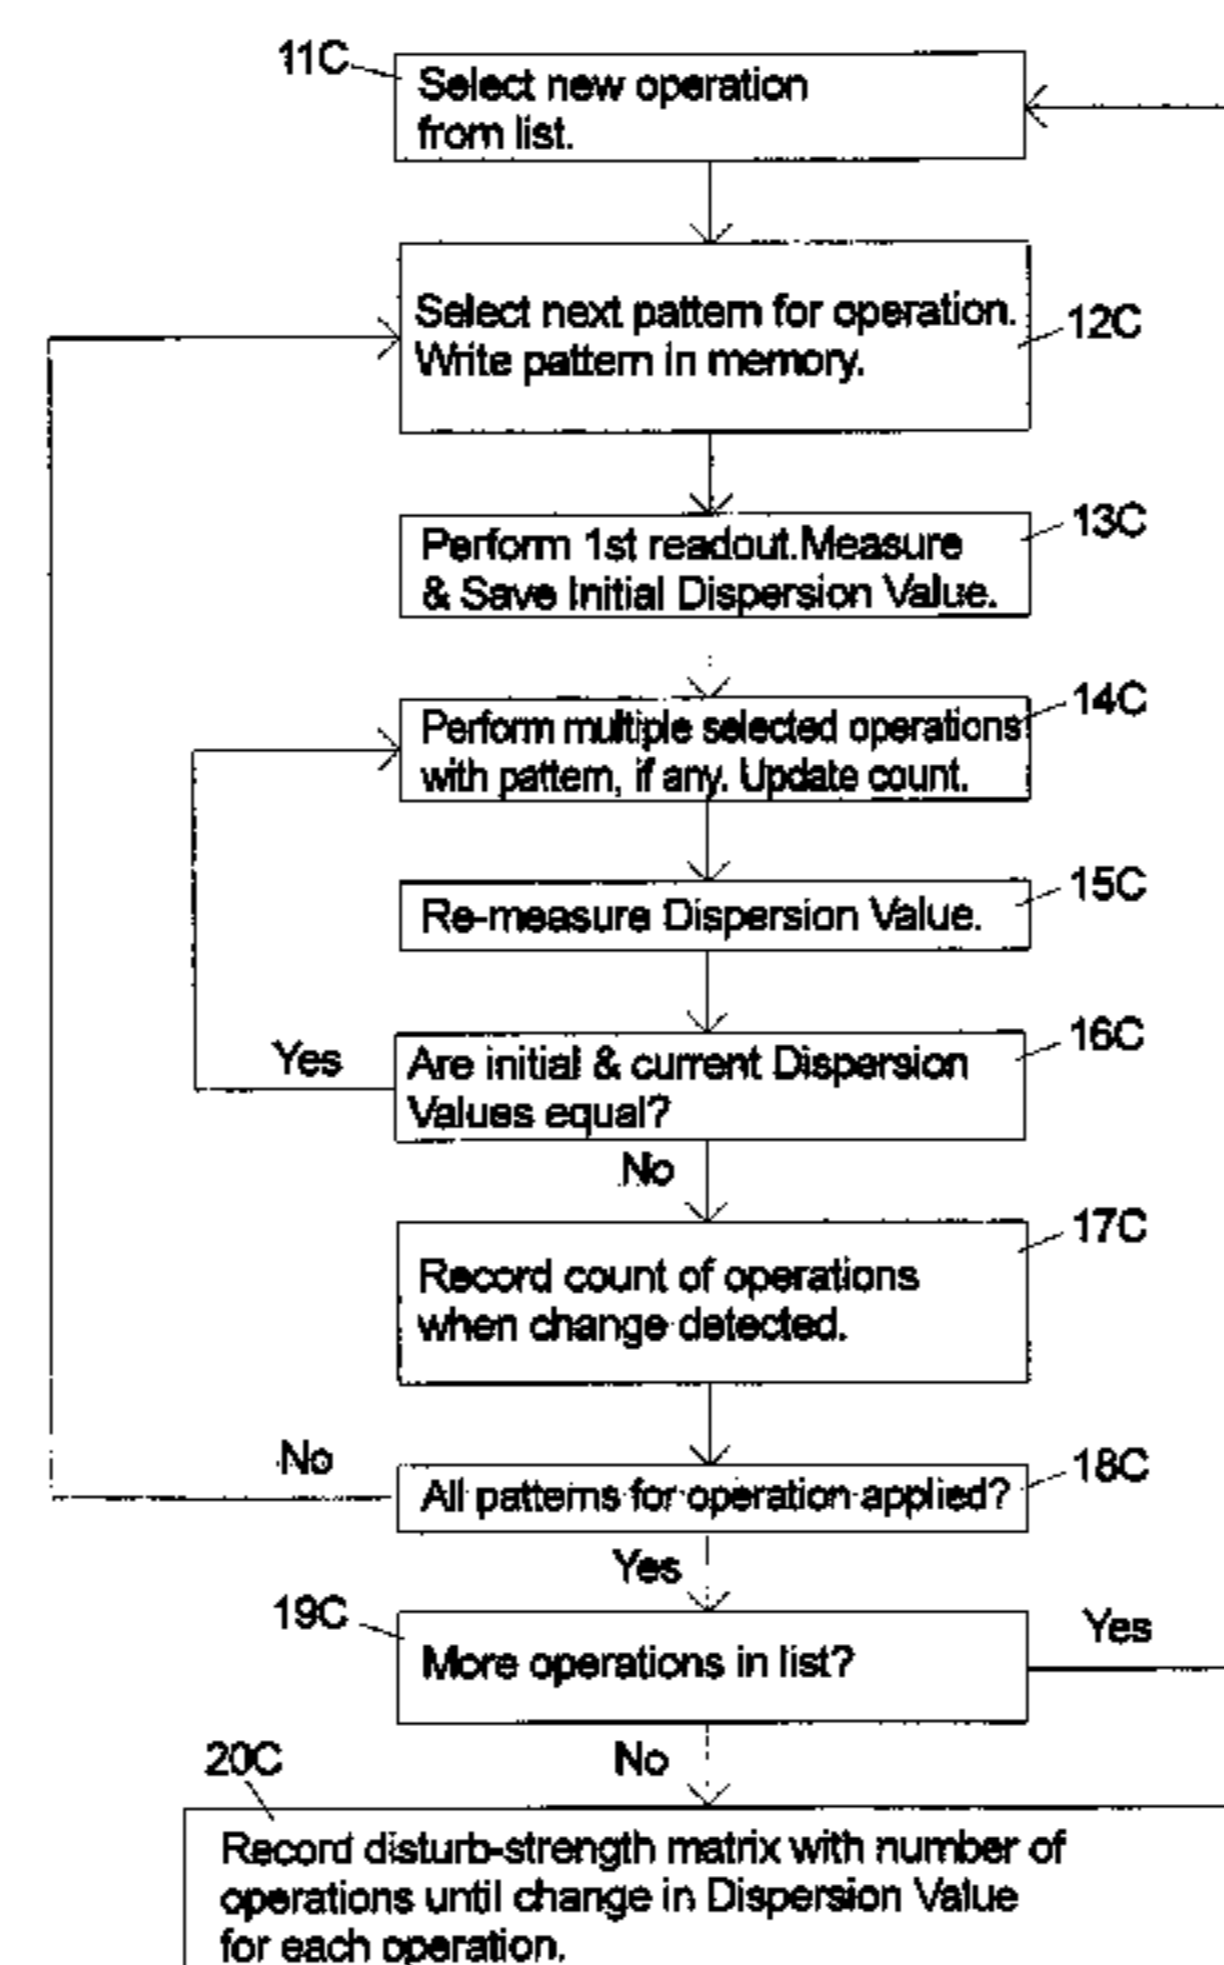 11C
Select new operation
from list.
Select next pattern for operation.
Write pattern in memory.
12C
Perform 1st readout.Measure
& Save Initial Dispersion Value.
13C
Perform multiple selected operations
with pattern, if any. Update count.
14C
Re-measure Dispersion Value.
15C
Yes
Are initial & current Dispersion
Values equal?
16C
No
Record count of operations
when change detected.
17C
No
All patterns for operation applied?
18C
Yes
19C
More operations in list?
Yes
No
20C
Record disturb-strength matrix with number of
operations until change in Dispersion Value
for each operation.